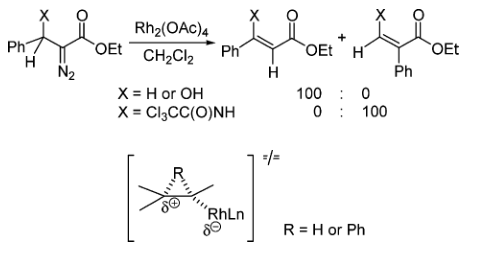 X O Rh2(OAc)4 X O X O
Ph OEt CH2Cl2 Ph OEt + H OEt
H N2 H Ph
X = H or OH 100 : 0
X = Cl3CC(O)NH 0 : 100
R =/=
δ⊕ RhLn
δ⊖ R = H or Ph